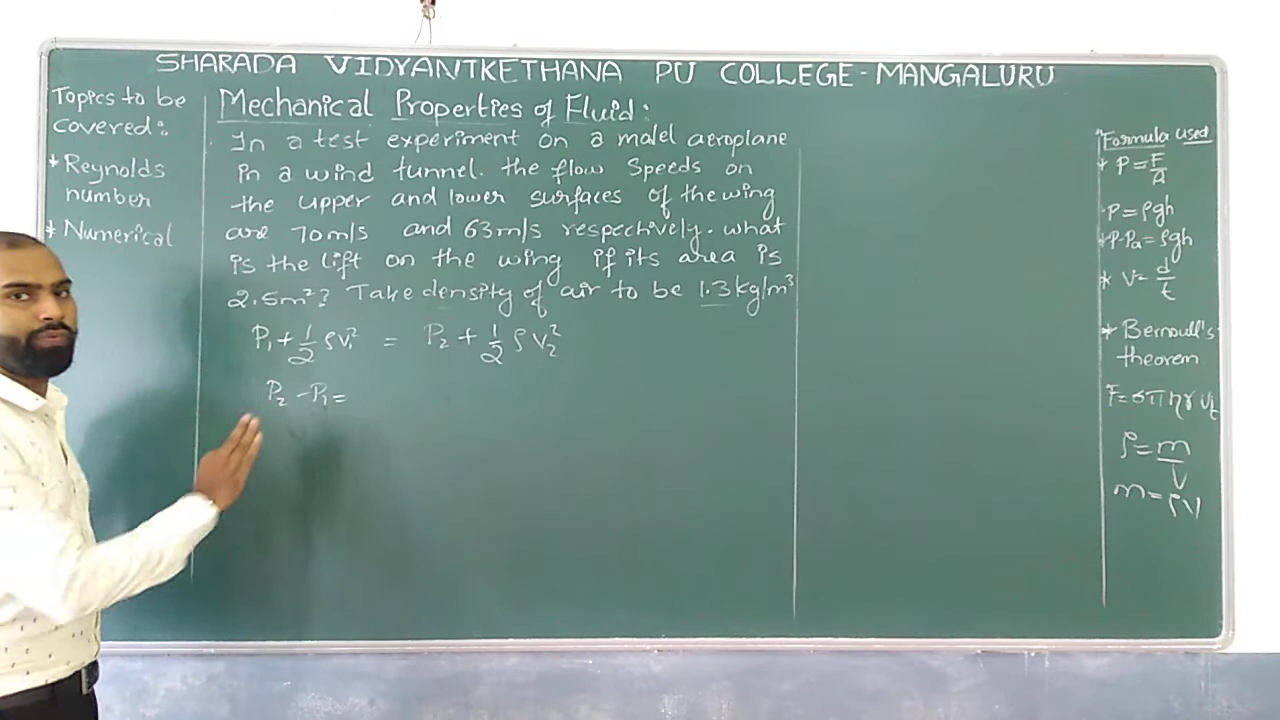 SHARADA VIDYANIKETHANA PU COLLEGE - MANGALURU
Topics to be
covered:
* Reynolds
number
* Numerical
Mechanical Properties of Fluid:
In a test experiment on a model aeroplane
in a wind tunnel. the flow speeds on
the upper and lower surfaces of the wing
are 70m/s and 63m/s respectively. what
is the lift on the wing if its area is
2.5m²? Take density of air to be 1.3kg/m³
P₁ + 1/2 ρv₁² = P₂ + 1/2 ρv₂²
P₂ - P₁ =
Formula used
* P = F/A
P = ρgh
* P-Pa = ρgh
* V = d/t
* Bernoull's
theorem
F = 6πηr Vt
ρ = m/V
m = ρV